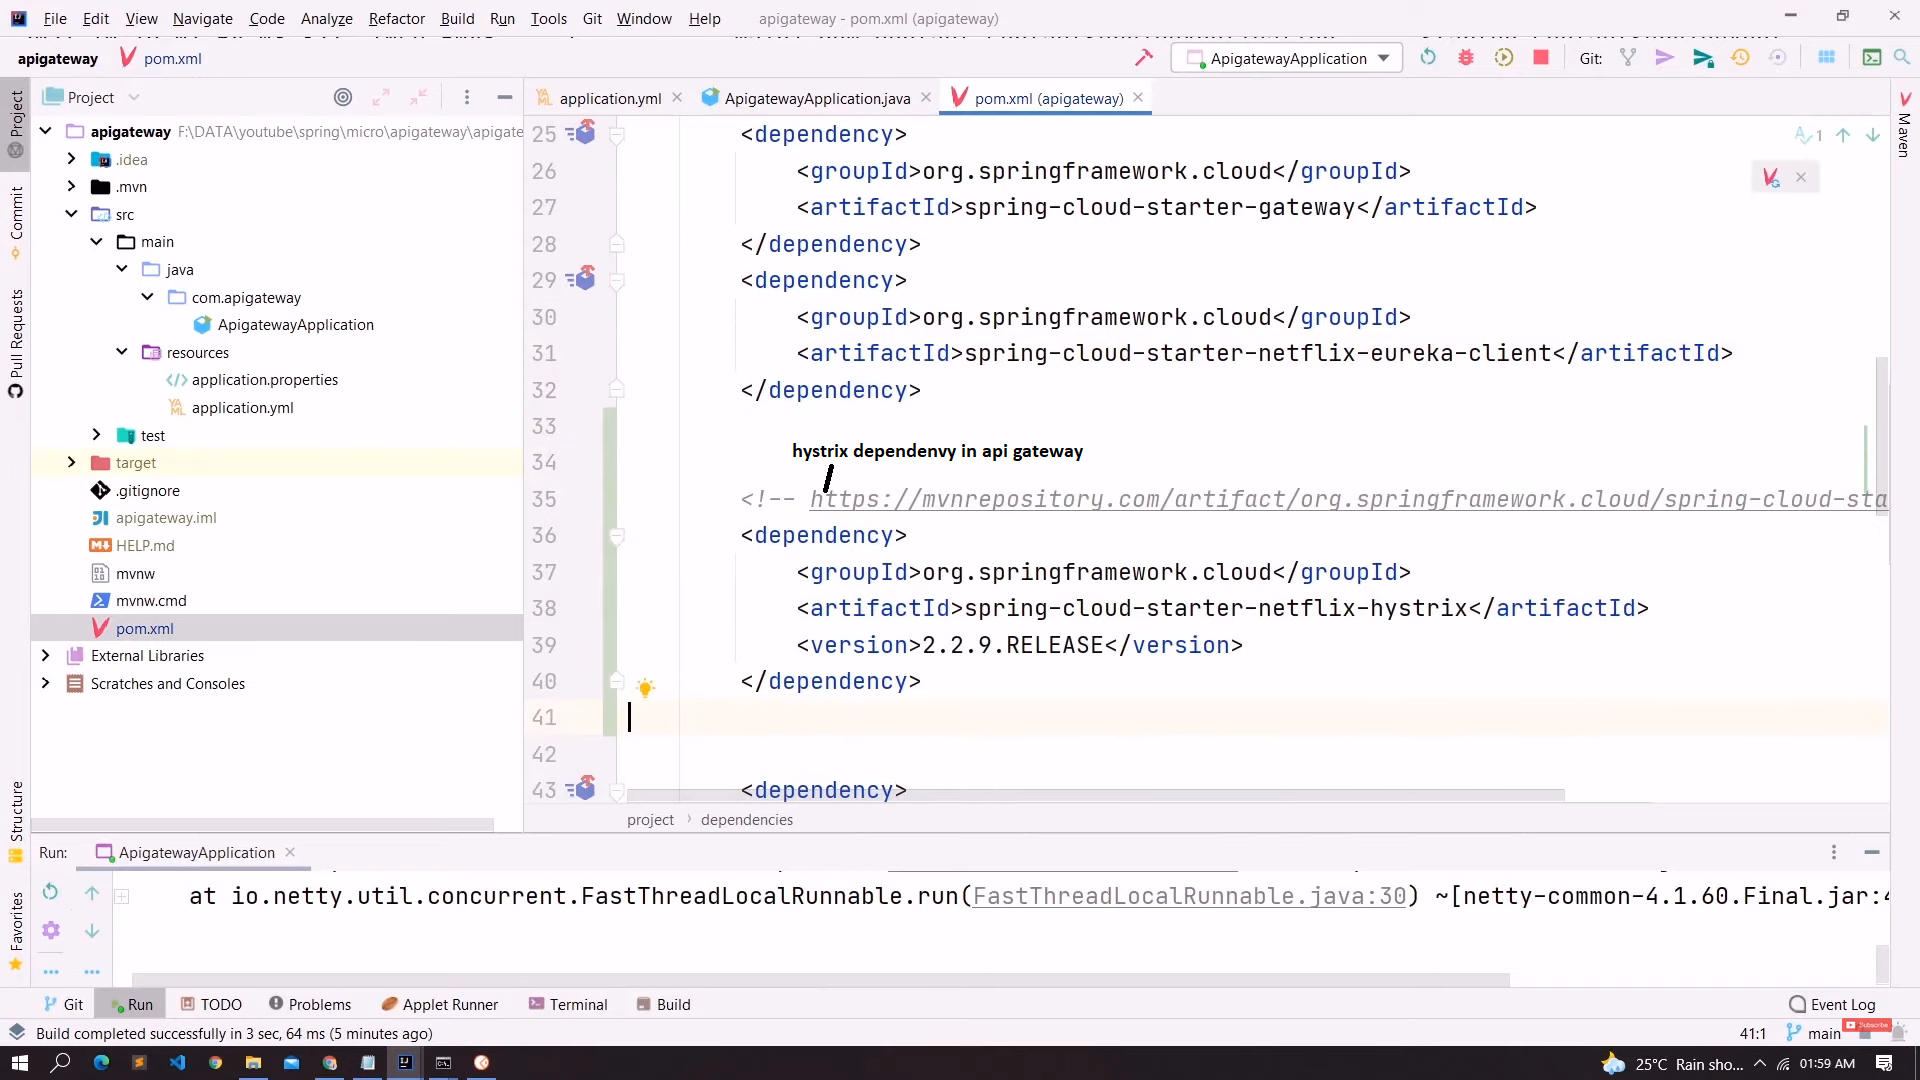 File Edit View Navigate Code Analyze Refactor Build Run Tools Git Window Help apigateway - pom.xml (apigateway)
apigateway pom.xml ApigatewayApplication Git:
Project application.yml ApigatewayApplication.java pom.xml (apigateway)
apigateway F:\DATA\youtube\spring\micro\apigateway\apigate
.idea
.mvn
src
main
java
com.apigateway
ApigatewayApplication
resources
application.properties
application.yml
test
target
.gitignore
apigateway.iml
HELP.md
mvnw
mvnw.cmd
pom.xml
External Libraries
Scratches and Consoles
Project
Commit
Pull Requests
Structure
Favorites
Maven
1
25 <dependency>
26 <groupId>org.springframework.cloud</groupId>
27 <artifactId>spring-cloud-starter-gateway</artifactId>
28 </dependency>
29 <dependency>
30 <groupId>org.springframework.cloud</groupId>
31 <artifactId>spring-cloud-starter-netflix-eureka-client</artifactId>
32 </dependency>
33
hystrix dependenvy in api gateway
34
35 <!-- https://mvnrepository.com/artifact/org.springframework.cloud/spring-cloud-sta
36 <dependency>
37 <groupId>org.springframework.cloud</groupId>
38 <artifactId>spring-cloud-starter-netflix-hystrix</artifactId>
39 <version>2.2.9.RELEASE</version>
40 </dependency>
41
42
43 <dependency>
project › dependencies
Run: ApigatewayApplication
at io.netty.util.concurrent.FastThreadLocalRunnable.run(FastThreadLocalRunnable.java:30) ~[netty-common-4.1.60.Final.jar:4
Git Run TODO Problems Applet Runner Terminal Build Event Log
Build completed successfully in 3 sec, 64 ms (5 minutes ago) 41:1 main
Subscribe
25°C Rain sho... 01:59 AM